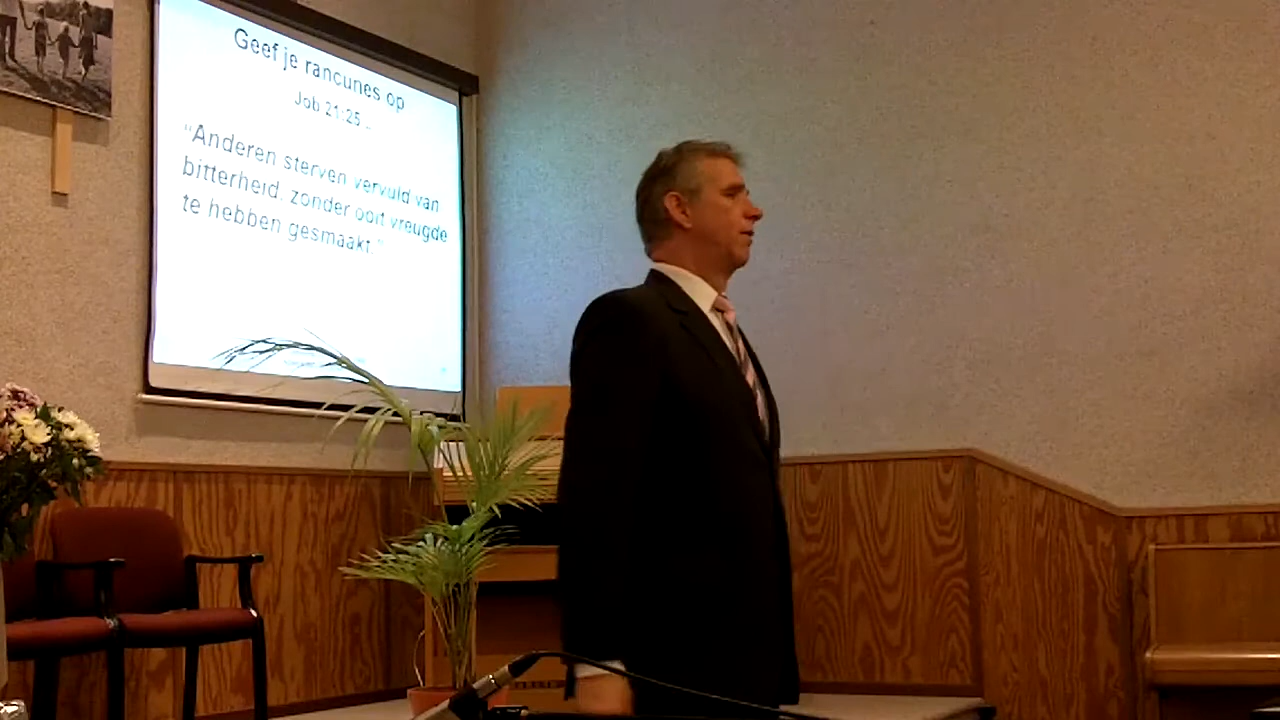 Geef je rancunes op
Job 21:25
"Anderen sterven vervuld van
bitterheid, zonder ooit vreugde
te hebben gesmaakt."